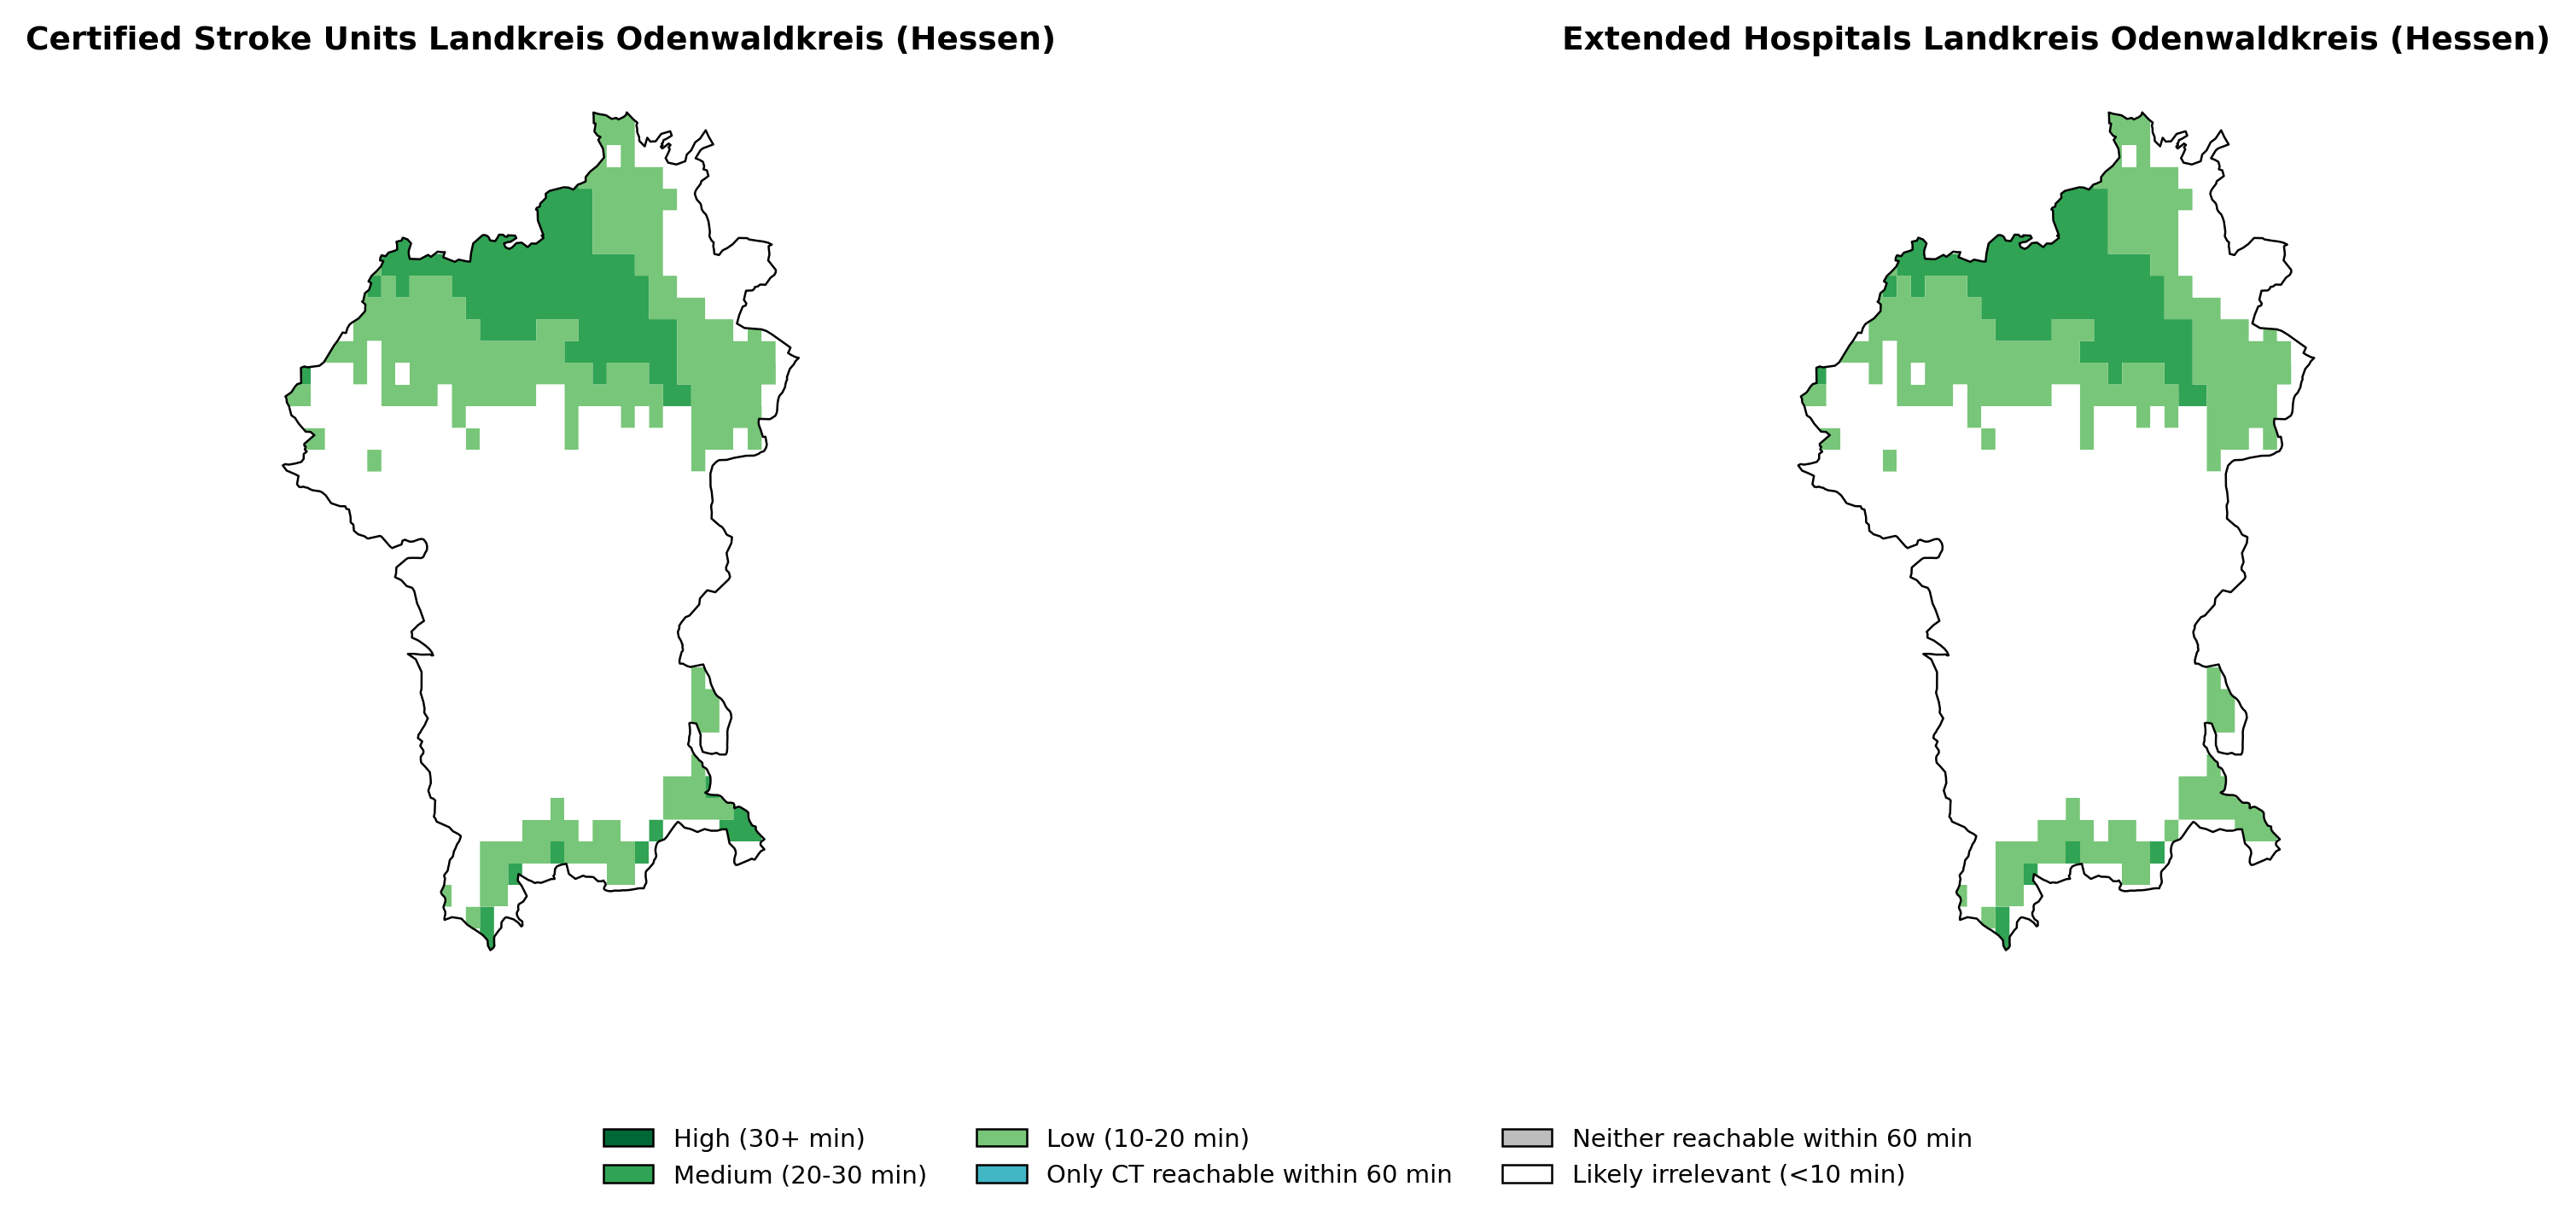 Certified Stroke Units Landkreis Odenwaldkreis (Hessen)
Extended Hospitals Landkreis Odenwaldkreis (Hessen)
High (30+ min)
Medium (20-30 min)
Low (10-20 min)
Only CT reachable within 60 min
Neither reachable within 60 min
Likely irrelevant (<10 min)